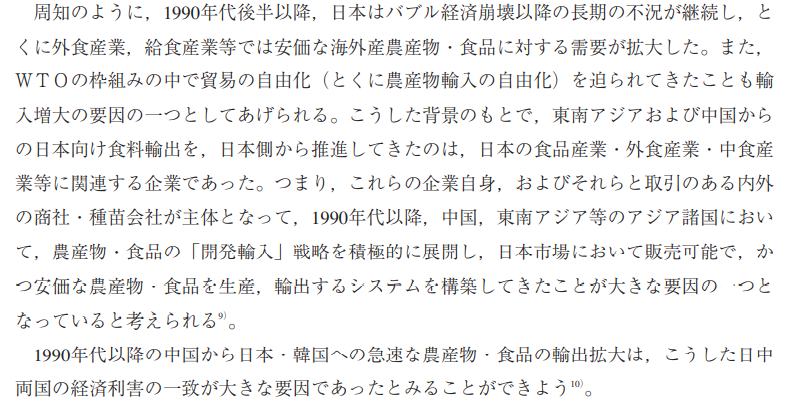 周知のように，1990年代後半以降，日本はバブル経済崩壊以降の長期の不況が継続し，と
くに外食産業，給食産業等では安価な海外産農産物・食品に対する需要が拡大した。また，
ＷＴＯの枠組みの中で貿易の自由化（とくに農産物輸入の自由化）を迫られてきたことも輸
入増大の要因の一つとしてあげられる。こうした背景のもとで，東南アジアおよび中国から
の日本向け食料輸出を，日本側から推進してきたのは，日本の食品産業・外食産業・中食産
業等に関連する企業であった。つまり，これらの企業自身，およびそれらと取引のある内外
の商社・種苗会社が主体となって，1990年代以降，中国，東南アジア等のアジア諸国におい
て，農産物・食品の「開発輸入」戦略を積極的に展開し，日本市場において販売可能で，か
つ安価な農産物・食品を生産，輸出するシステムを構築してきたことが大きな要因の一つと
なっていると考えられる9)。
1990年代以降の中国から日本・韓国への急速な農産物・食品の輸出拡大は，こうした日中
両国の経済利害の一致が大きな要因であったとみることができよう10)。